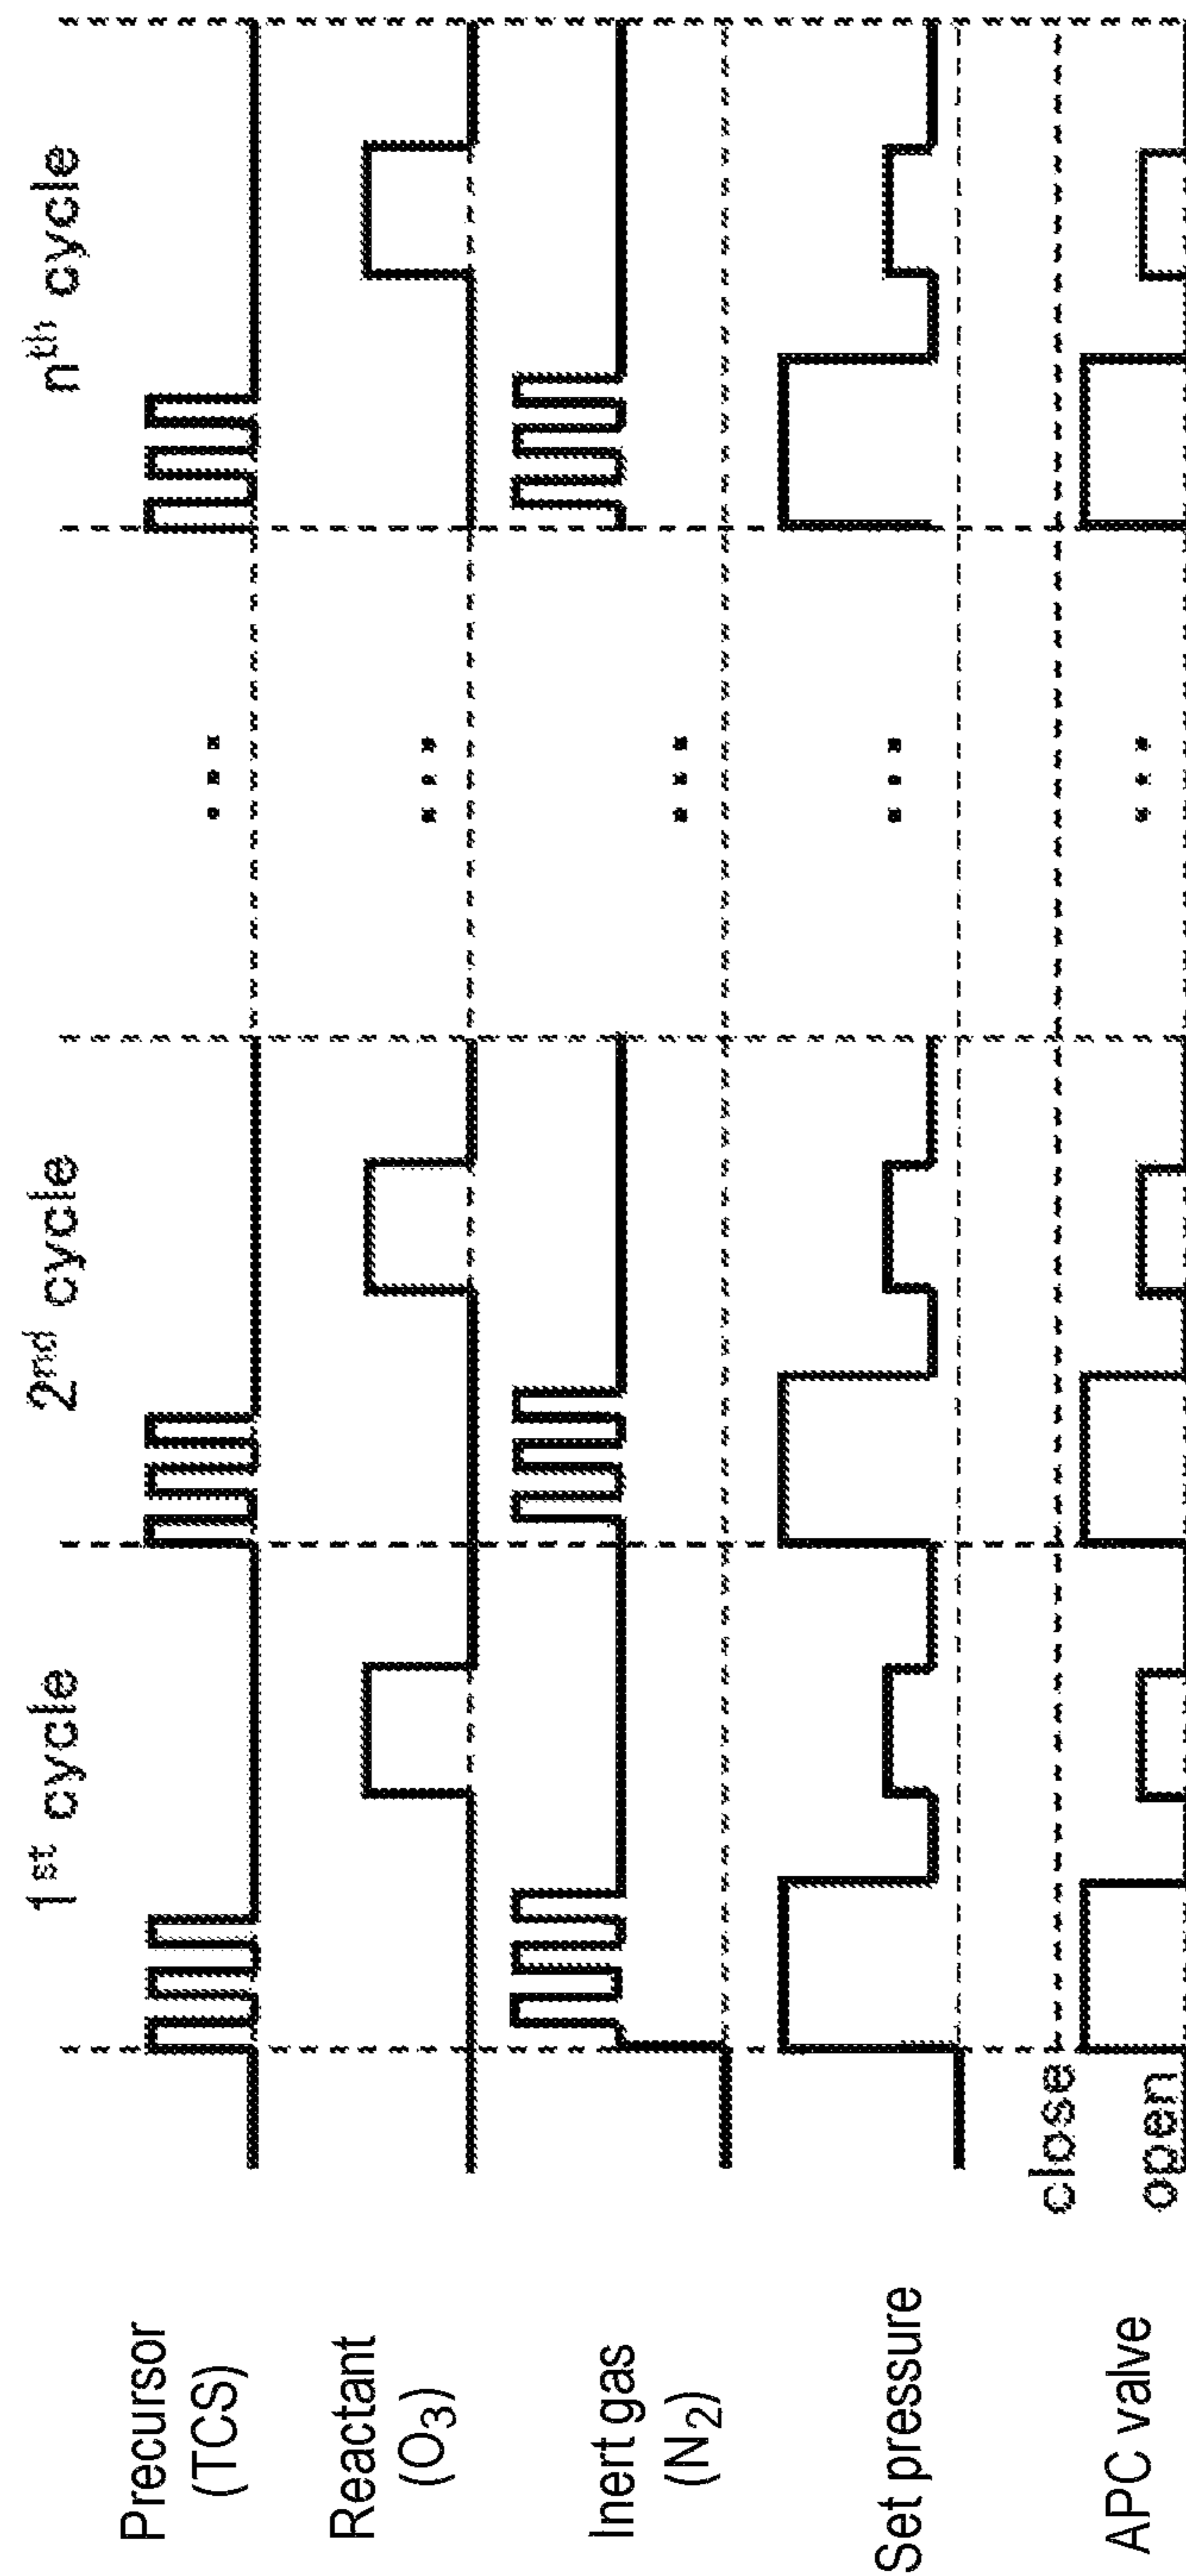 1st cycle
2nd cycle
nth cycle
Precursor
(TCS)
Reactant
(O3)
Inert gas
(N2)
Set pressure
close
APC valve
open